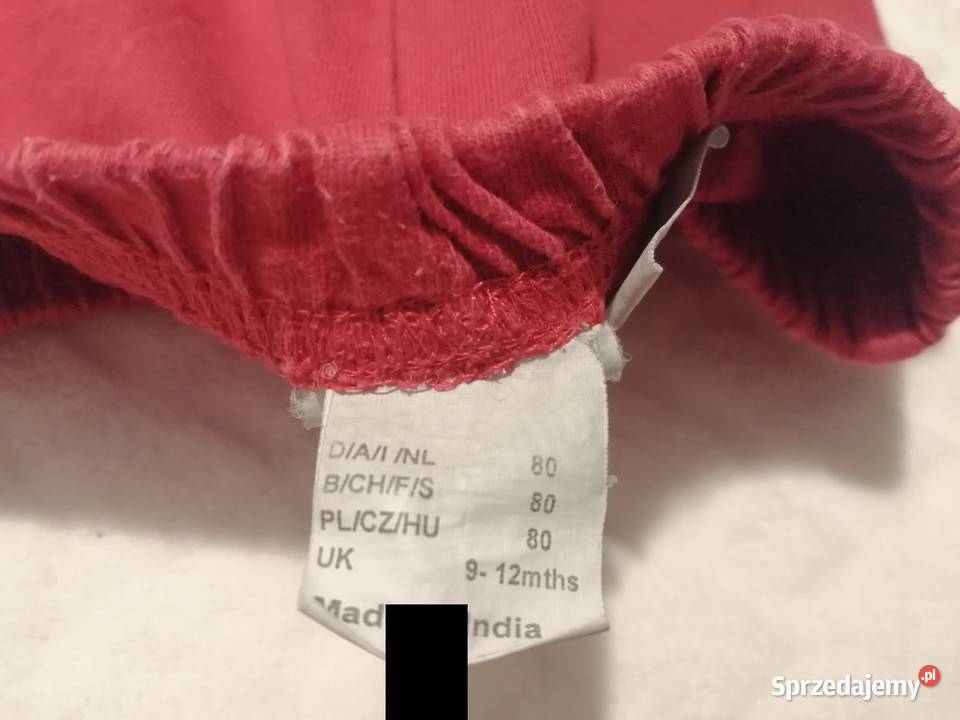 D/A/I /NL 80
B/CH/F/S 80
PL/CZ/HU 80
UK 9- 12mths
Sprzedajemy.pl